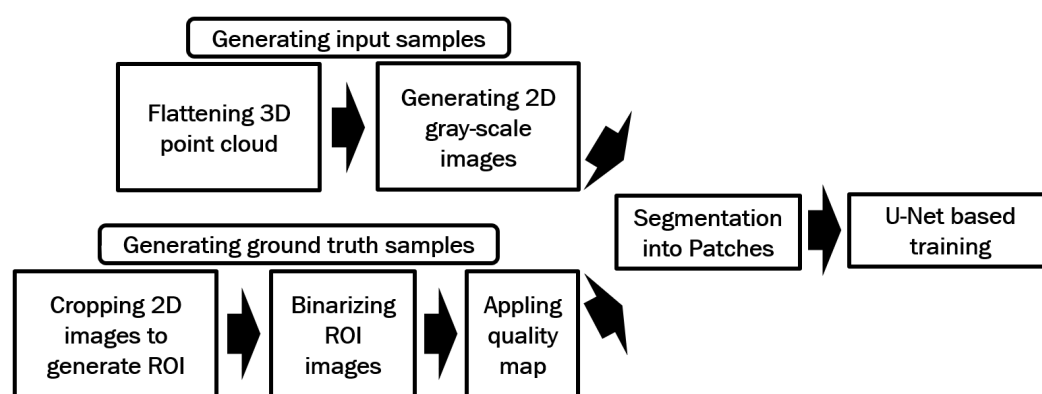 Generating input samples
Flattening 3D
point cloud
Generating 2D
gray-scale
images
Generating ground truth samples
Cropping 2D
images to
generate ROI
Binarizing
ROI
images
Appling
quality
map
Segmentation
into Patches
U-Net based
training